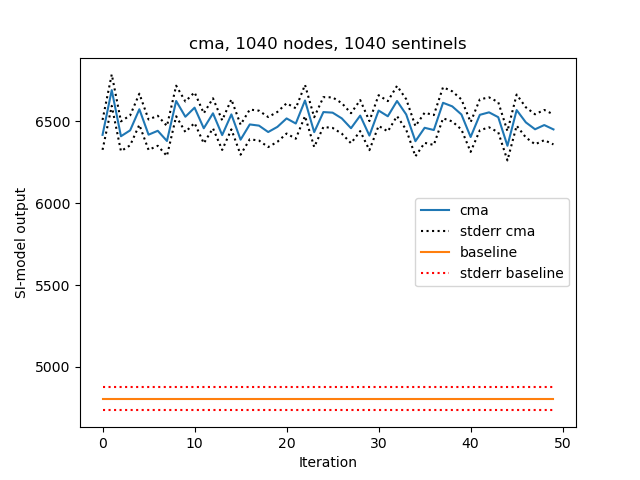 cma, 1040 nodes, 1040 sentinels
SI-model output
6500
6000
5500
5000
cma
stderr cma
baseline
stderr baseline
0 10 20 30 40 50
Iteration